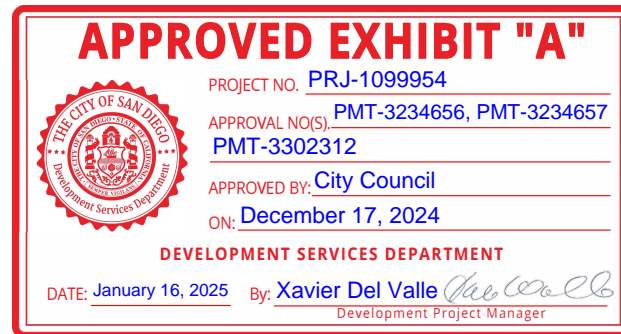 APPROVED EXHIBIT "A"
PROJECT NO. PRJ-1099954
APPROVAL NO(S). PMT-3234656, PMT-3234657
PMT-3302312
APPROVED BY: City Council
ON: December 17, 2024
THE CITY OF SAN DIEGO
Development Services Department
DEVELOPMENT SERVICES DEPARTMENT
DATE: January 16, 2025 By: Xavier Del Valle
Development Project Manager